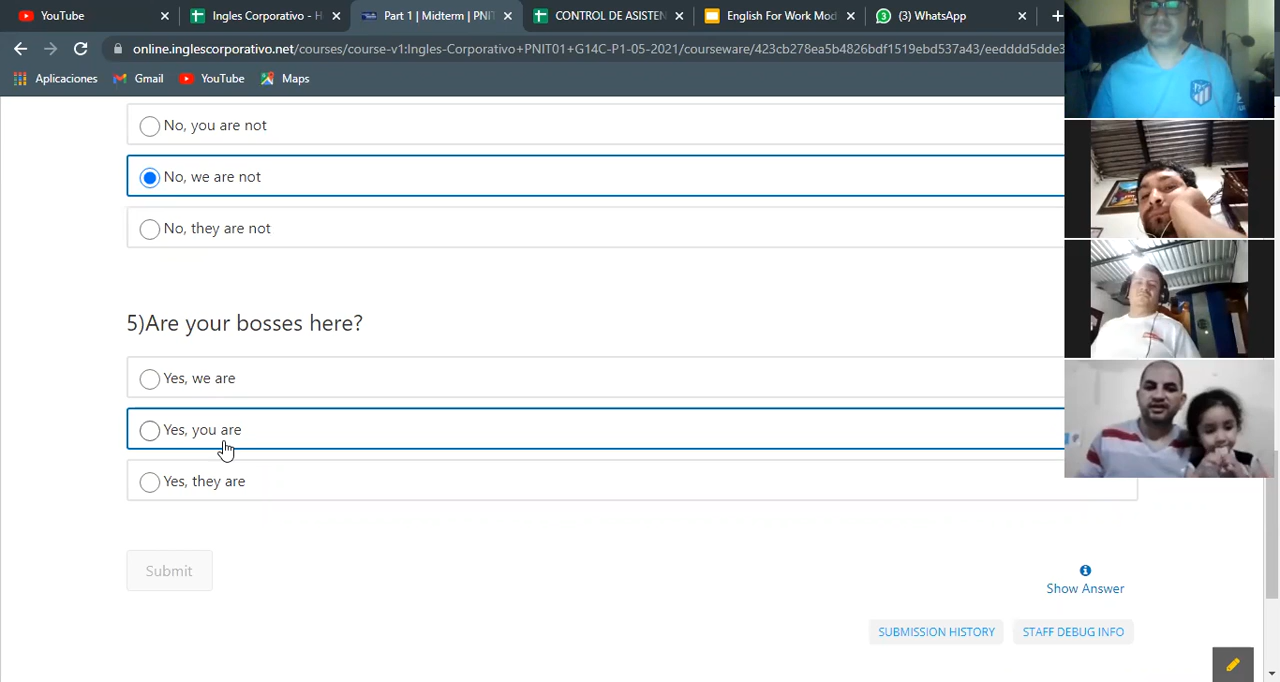 YouTube
Ingles Corporativo - H
Part 1 | Midterm | PNIT
CONTROL DE ASISTEN
English For Work Mod
(3) WhatsApp
online.inglescorporativo.net/courses/course-v1:Ingles-Corporativo+PNIT01+G14C-P1-05-2021/courseware/423cb278ea5b4826bdf1519ebd537a43/eedddd5dde3
Aplicaciones
Gmail
YouTube
Maps
No, you are not
No, we are not
No, they are not
5)Are your bosses here?
Yes, we are
Yes, you are
Yes, they are
Submit
Show Answer
SUBMISSION HISTORY
STAFF DEBUG INFO